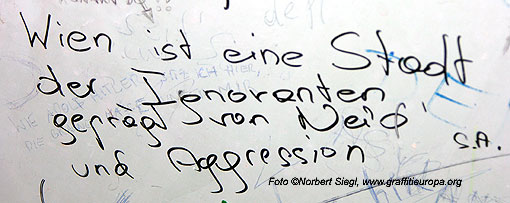 Wien ist eine Stadt
der Ignoranten
geprägt von Neid
und Aggression S.A.
Foto ©Norbert Siegl, www.graffitieuropa.org